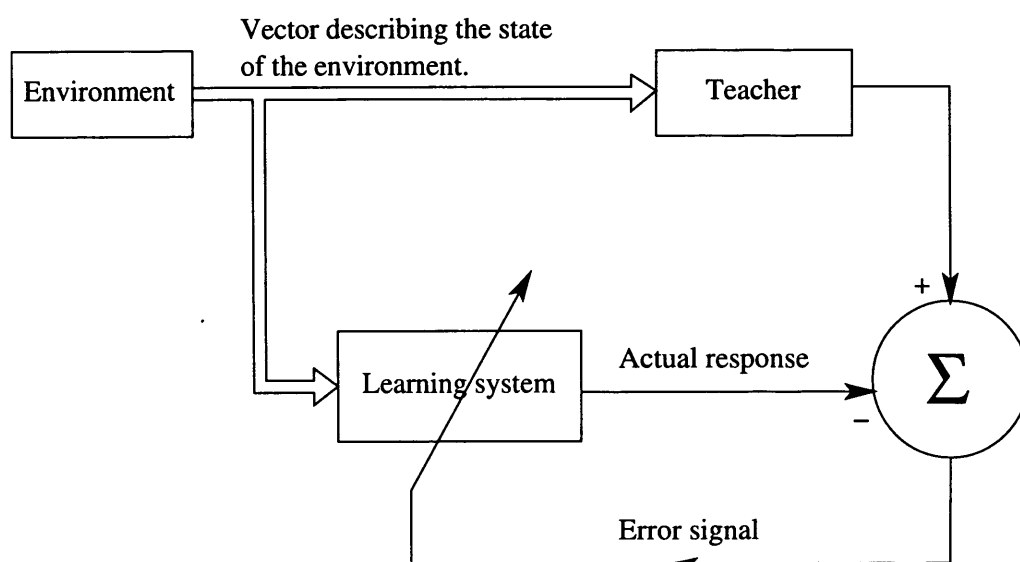 Vector describing the state
of the environment.
Environment
Teacher
+
Σ
Learning system
Actual response
−
Error signal